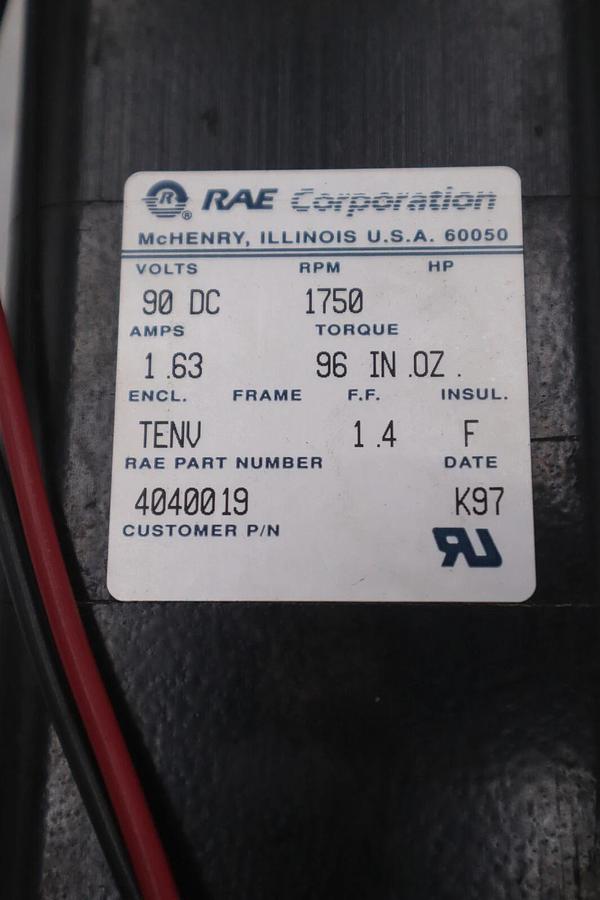 R ® RAE Corporation
McHENRY, ILLINOIS U.S.A. 60050
VOLTS RPM HP
90 DC 1750
AMPS TORQUE
1.63 96 IN.OZ.
ENCL. FRAME F.F. INSUL.
TENV 1.4 F
RAE PART NUMBER DATE
4040019 K97
CUSTOMER P/N
RU